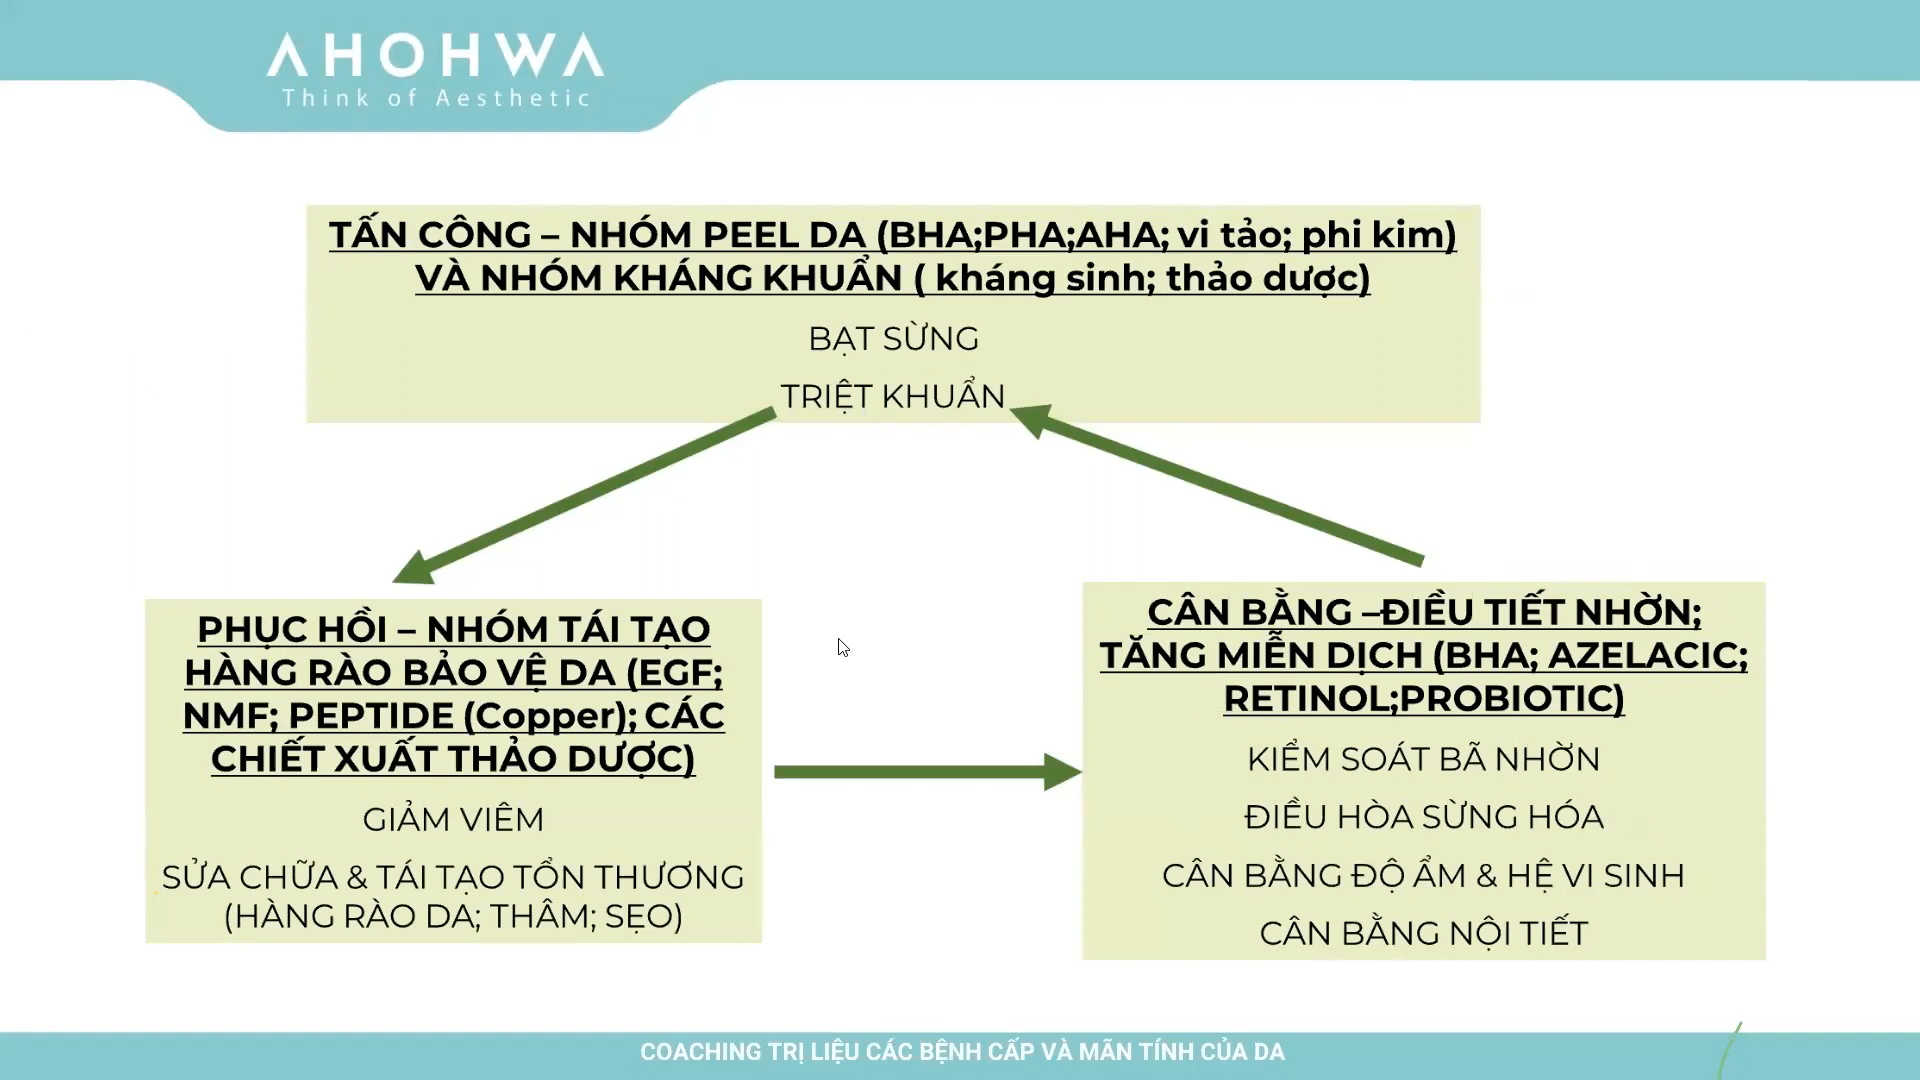 AHOHWA
Think of Aesthetic
TẤN CÔNG – NHÓM PEEL DA (BHA;PHA;AHA; vi tảo; phi kim)
VÀ NHÓM KHÁNG KHUẨN ( kháng sinh; thảo dược)
BẠT SỪNG
TRIỆT KHUẨN
PHỤC HỒI – NHÓM TÁI TẠO
HÀNG RÀO BẢO VỆ DA (EGF;
NMF; PEPTIDE (Copper); CÁC
CHIẾT XUẤT THẢO DƯỢC)
GIẢM VIÊM
SỬA CHỮA & TÁI TẠO TỔN THƯƠNG
(HÀNG RÀO DA; THÂM; SẸO)
CÂN BẰNG –ĐIỀU TIẾT NHỜN;
TĂNG MIỄN DỊCH (BHA; AZELACIC;
RETINOL;PROBIOTIC)
KIỂM SOÁT BÃ NHỜN
ĐIỀU HÒA SỪNG HÓA
CÂN BẰNG ĐỘ ẨM & HỆ VI SINH
CÂN BẰNG NỘI TIẾT
COACHING TRỊ LIỆU CÁC BỆNH CẤP VÀ MÃN TÍNH CỦA DA